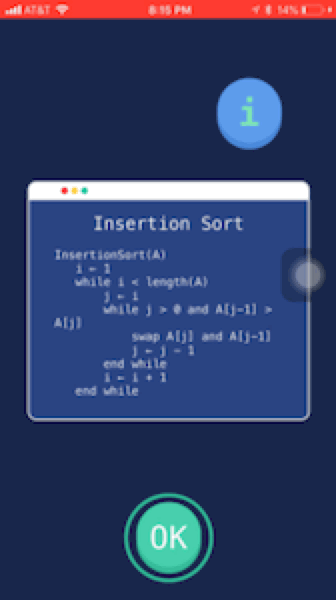 AT&T 8:15 PM 14%
i
Insertion Sort
InsertionSort(A)
i ← 1
while i < length(A)
j ← i
while j > 0 and A[j-1] >
A[j]
swap A[j] and A[j-1]
j ← j - 1
end while
i ← i + 1
end while
OK